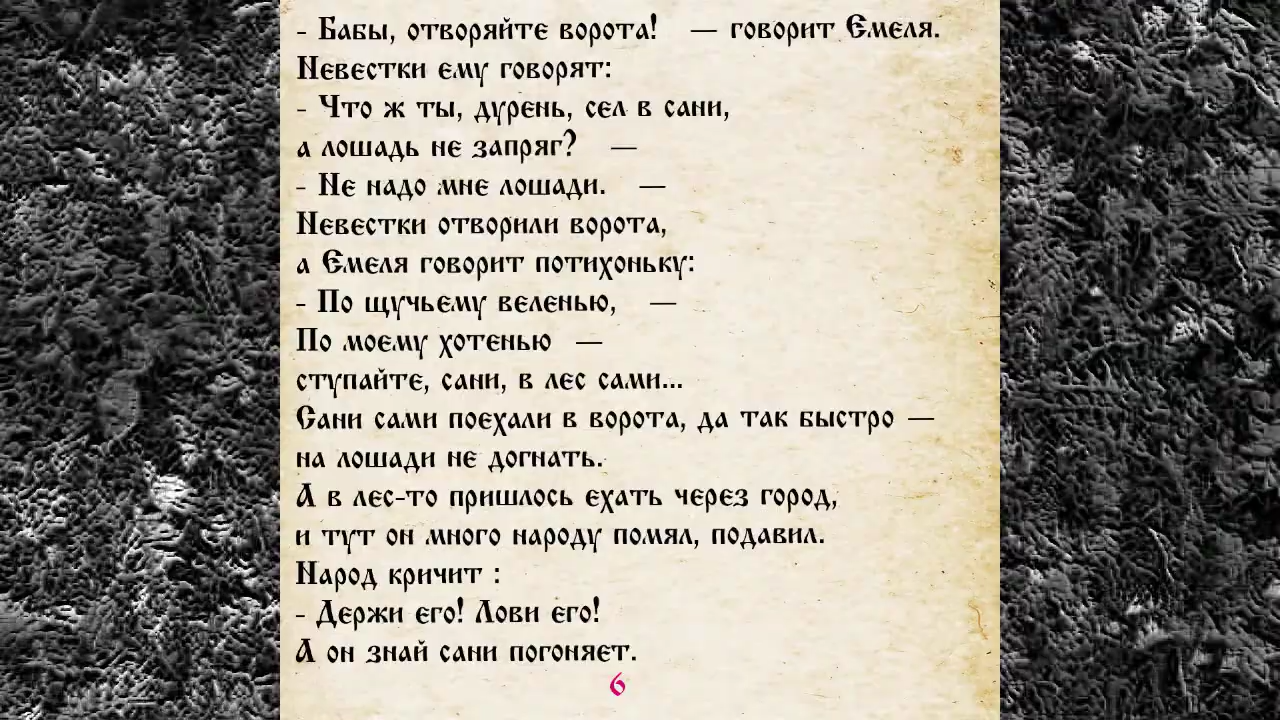 - Бабы, отворяйте ворота! — говорит Емеля.
Невестки ему говорят:
- Что ж ты, дурень, сел в сани,
а лошадь не запряг? —
- Не надо мне лошади. —
Невестки отворили ворота,
а Емеля говорит потихоньку:
- По щучьему веленью, —
По моему хотенью —
ступайте, сани, в лес сами...
Сани сами поехали в ворота, да так быстро —
на лошади не догнать.
А в лес-то пришлось ехать через город,
и тут он много народу помял, подавил.
Народ кричит :
- Держи его! Лови его!
А он знай сани погоняет.
6